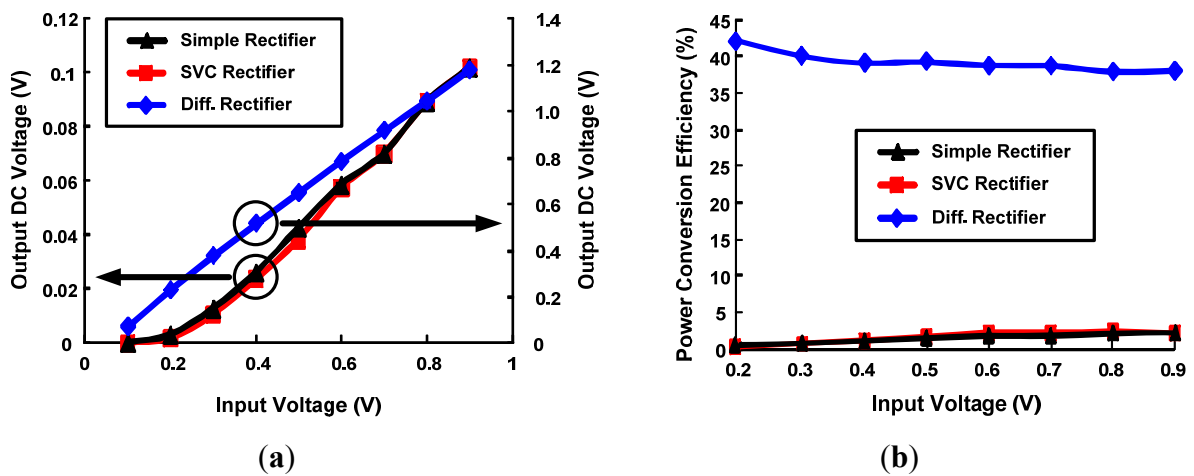 0.12
0.1
0.08
0.06
0.04
0.02
0
Output DC Voltage (V)
Simple Rectifier
SVC Rectifier
Diff. Rectifier
1.4
1.2
1.0
0.8
0.6
0.4
0.2
0
Output DC Voltage (V)
0 0.2 0.4 0.6 0.8 1
Input Voltage (V)
(a)
45
40
35
30
25
20
15
10
5
0
Power Conversion Efficiency (%)
Simple Rectifier
SVC Rectifier
Diff. Rectifier
0.2 0.3 0.4 0.5 0.6 0.7 0.8 0.9
Input Voltage (V)
(b)